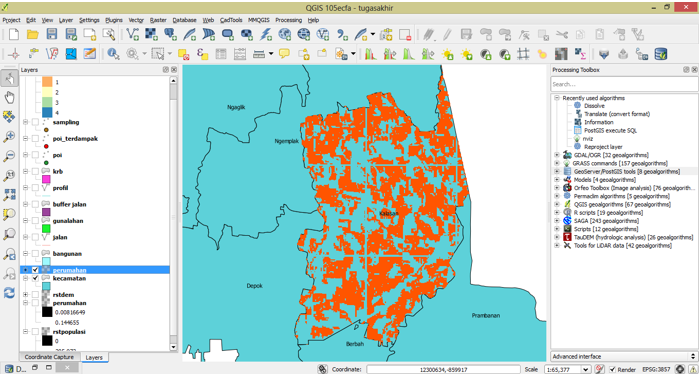 QGIS 105ecfa - tugasakhir
Project Edit View Layer Settings Plugins Vector Raster Database Web CadTools MMQGIS Processing Help
Layers
1
2
3
4
sampling
poi_terdampak
poi
krb
profil
buffer jalan
gunalahan
jalan
bangunan
perumahan
kecamatan
rstdem
perumahan
0.00816649
0.144655
rstpopulasi
0
Coordinate Capture
Layers
Ngaglik
Ngemplak
Kalasan
Depok
Prambanan
Berbah
Processing Toolbox
Search...
Recently used algorithms
Dissolve
Translate (convert format)
Information
PostGIS execute SQL
nviz
Reproject layer
GDAL/OGR [32 geoalgorithms]
GRASS commands [157 geoalgorithms]
GeoServer/PostGIS tools [8 geoalgorithms]
Models [4 geoalgorithms]
Orfeo Toolbox (Image analysis) [76 geoalgorith...
Permadim algorithms [5 geoalgorithms]
QGIS geoalgorithms [67 geoalgorithms]
R scripts [19 geoalgorithms]
SAGA [243 geoalgorithms]
Scripts [12 geoalgorithms]
TauDEM (hydrologic analysis) [26 geoalgorithms]
Tools for LiDAR data [42 geoalgorithms]
Advanced interface
D...
Coordinate:
12300634,-859917
Scale
1:65,377
Render
EPSG:3857